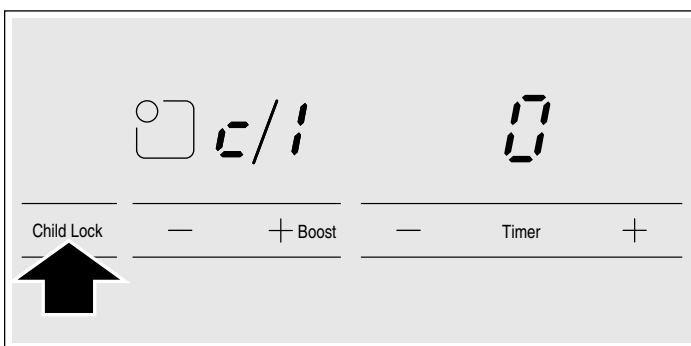 c/1 0
Child Lock — + Boost — Timer +